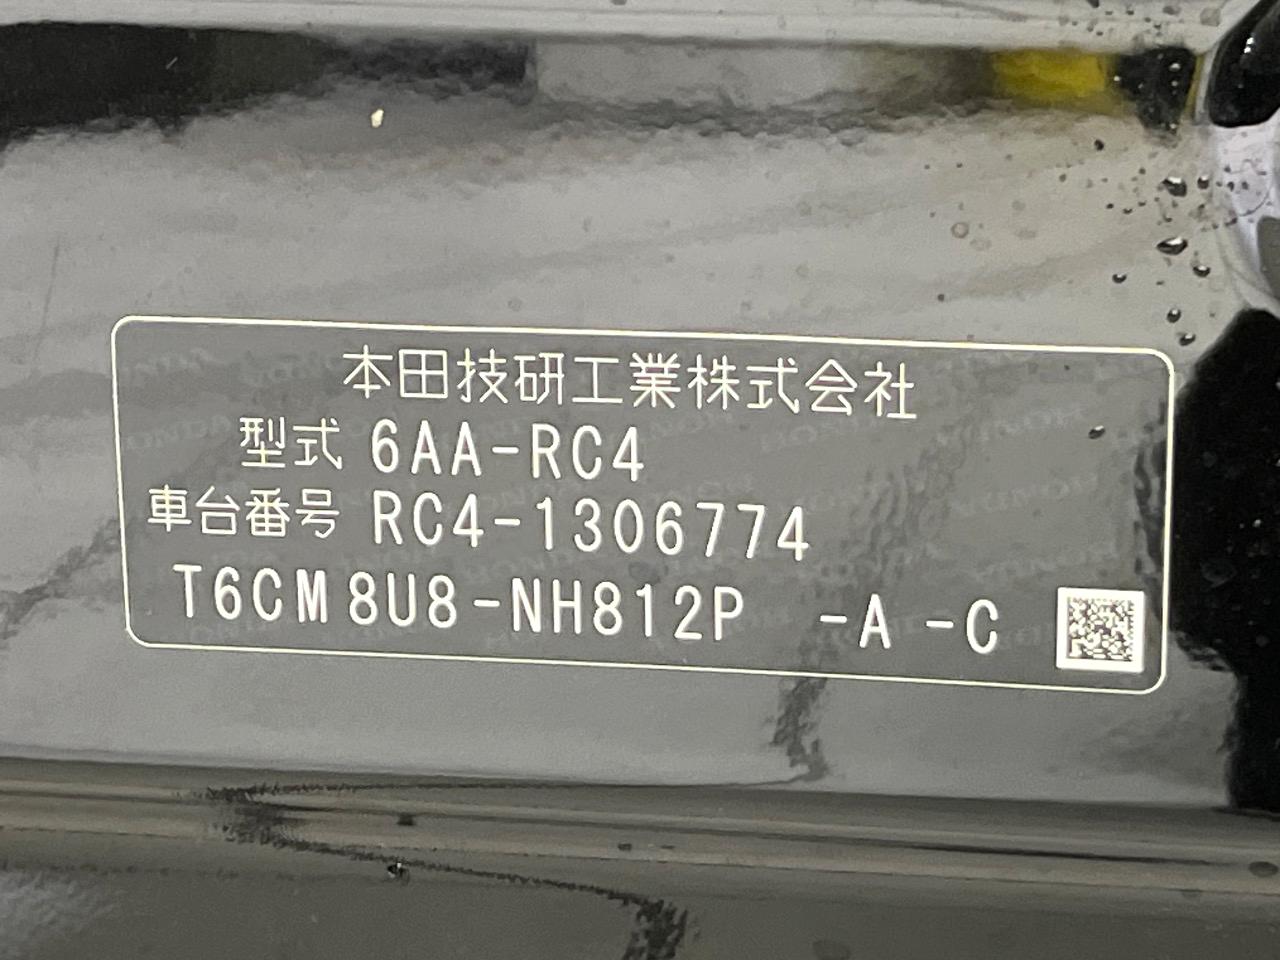 本田技研工業株式会社
型式 6AA-RC4
車台番号 RC4-1306774
T6CM8U8-NH812P -A -C